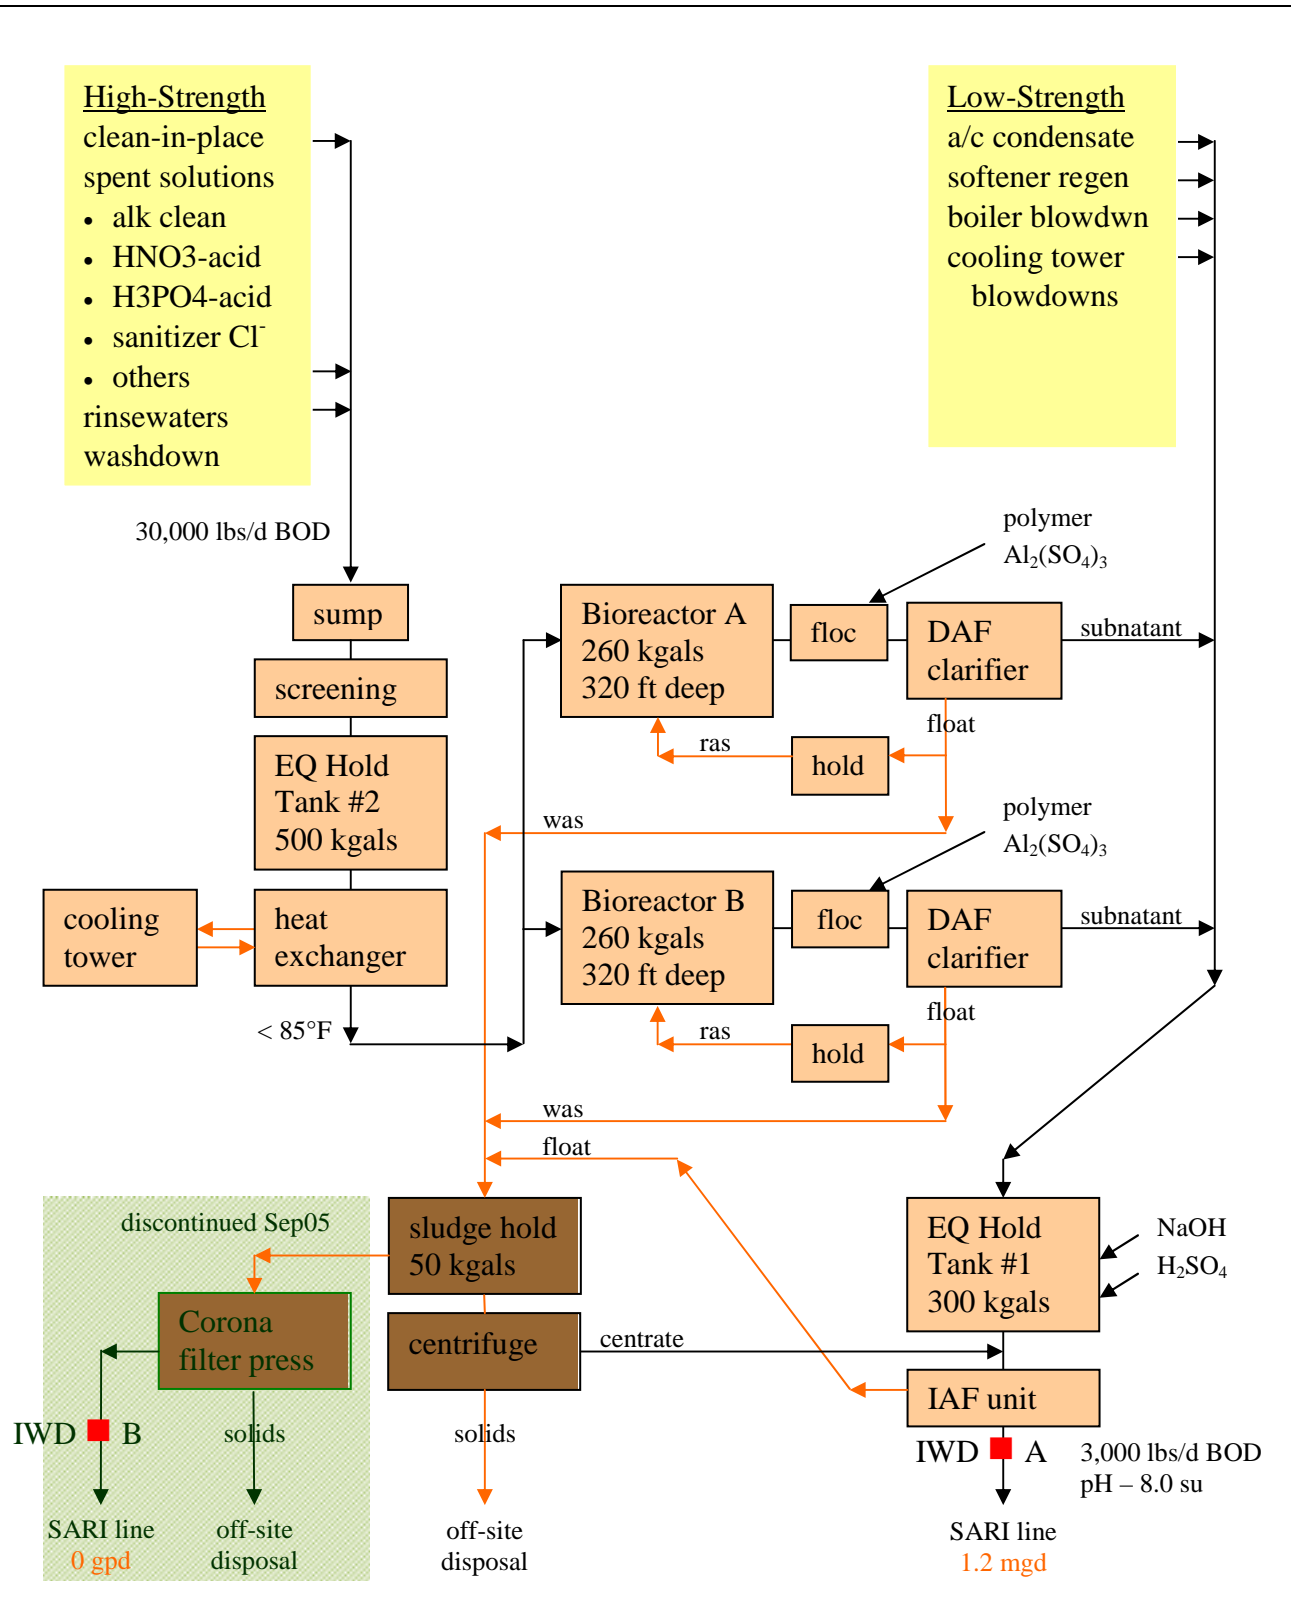 High-Strength
clean-in-place
spent solutions
• alk clean
• HNO3-acid
• H3PO4-acid
• sanitizer Cl⁻
• others
rinsewaters
washdown
Low-Strength
a/c condensate
softener regen
boiler blowdwn
cooling tower
blowdowns
30,000 lbs/d BOD
sump
screening
EQ Hold
Tank #2
500 kgals
cooling
tower
heat
exchanger
< 85°F
polymer
Al₂(SO₄)₃
Bioreactor A
260 kgals
320 ft deep
floc
DAF
clarifier
subnatant
float
ras
hold
was
polymer
Al₂(SO₄)₃
Bioreactor B
260 kgals
320 ft deep
floc
DAF
clarifier
subnatant
float
ras
hold
was
float
discontinued Sep05
sludge hold
50 kgals
Corona
filter press
centrifuge
centrate
EQ Hold
Tank #1
300 kgals
NaOH
H₂SO₄
IAF unit
IWD B
solids
solids
IWD A
3,000 lbs/d BOD
pH – 8.0 su
SARI line
0 gpd
off-site
disposal
off-site
disposal
SARI line
1.2 mgd